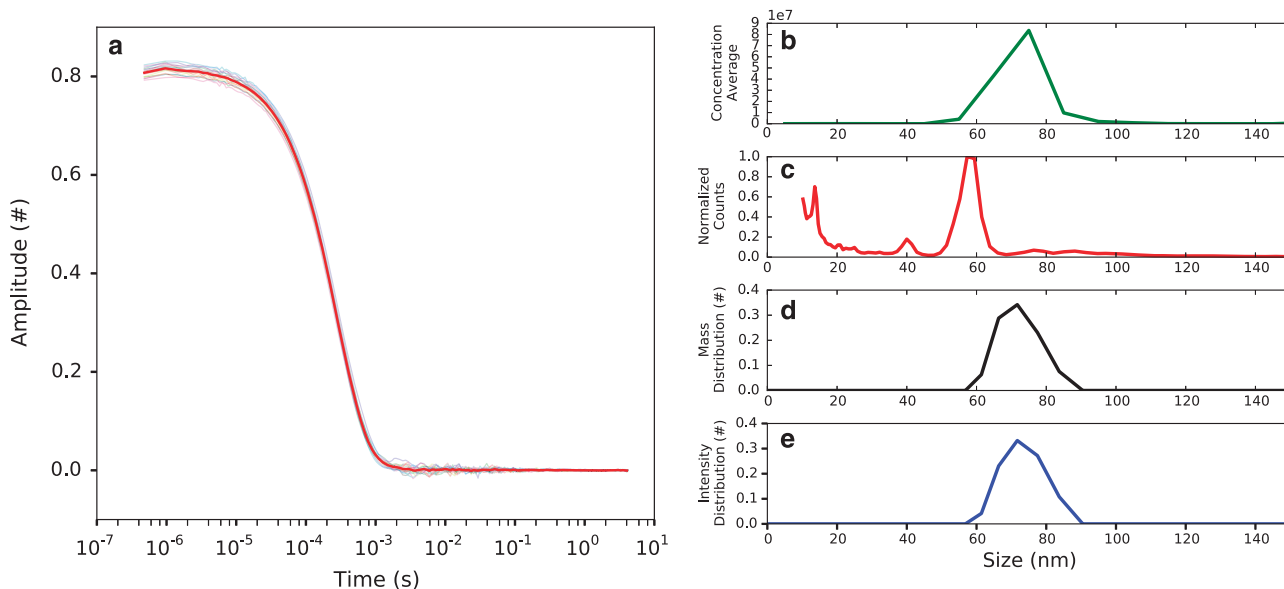 a
Amplitude (#)
0.8
0.6
0.4
0.2
0.0
10⁻⁷ 10⁻⁶ 10⁻⁵ 10⁻⁴ 10⁻³ 10⁻² 10⁻¹ 10⁰ 10¹
Time (s)
b
1e7
Concentration
Average
9
8
7
6
5
4
3
2
1
0
0 20 40 60 80 100 120 140
c
Normalized
Counts
1.0
0.8
0.6
0.4
0.2
0.0
0 20 40 60 80 100 120 140
d
Mass
Distribution (#)
0.4
0.3
0.2
0.1
0.0
0 20 40 60 80 100 120 140
e
Intensity
Distribution (#)
0.4
0.3
0.2
0.1
0.0
0 20 40 60 80 100 120 140
Size (nm)